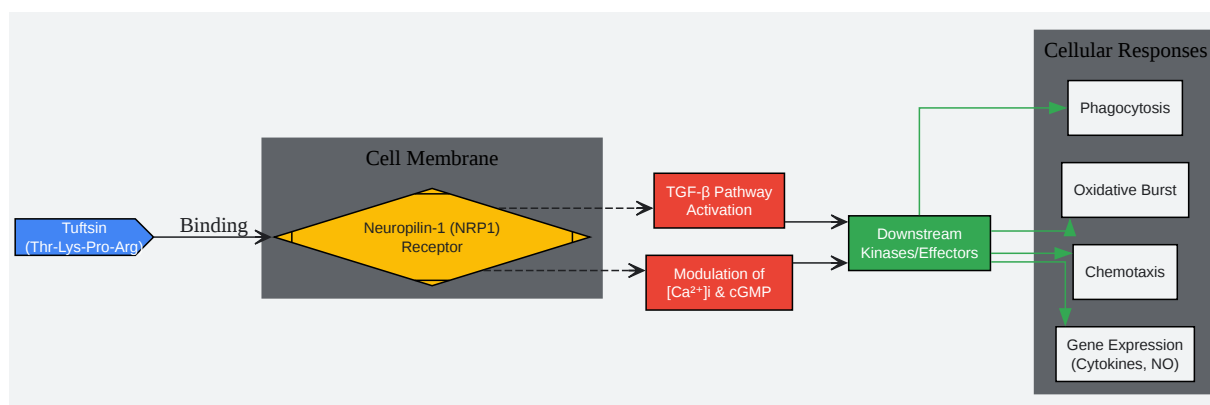 Tuftsin
(Thr-Lys-Pro-Arg)
Binding
Cell Membrane
Neuropilin-1 (NRP1)
Receptor
TGF-β Pathway
Activation
Modulation of
[Ca²⁺]i & cGMP
Downstream
Kinases/Effectors
Cellular Responses
Phagocytosis
Oxidative Burst
Chemotaxis
Gene Expression
(Cytokines, NO)